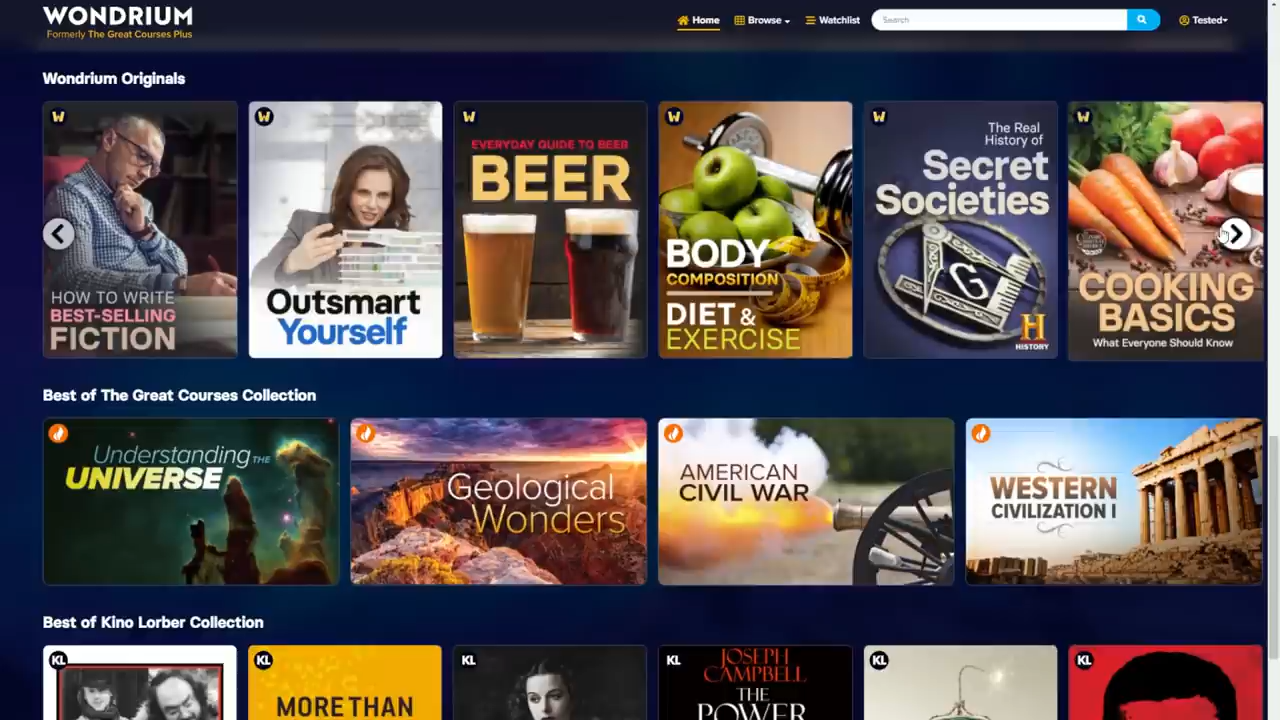 WONDRIUM
Formerly The Great Courses Plus
Home
Browse
Watchlist
Search
Tested
Wondrium Originals
W
HOW TO WRITE
BEST-SELLING
FICTION
W
Outsmart
Yourself
W
EVERYDAY GUIDE TO BEER
BEER
W
BODY
COMPOSITION
DIET &
EXERCISE
W
The Real
History of
Secret
Societies
G
H
HISTORY
W
COOKING
BASICS
What Everyone Should Know
Best of The Great Courses Collection
Understanding THE
UNIVERSE
Geological
Wonders
AMERICAN
CIVIL WAR
WESTERN
CIVILIZATION I
Best of Kino Lorber Collection
KL
KL
MORE THAN
KL
KL
JOSEPH
CAMPBELL
THE
POWER
KL
KL